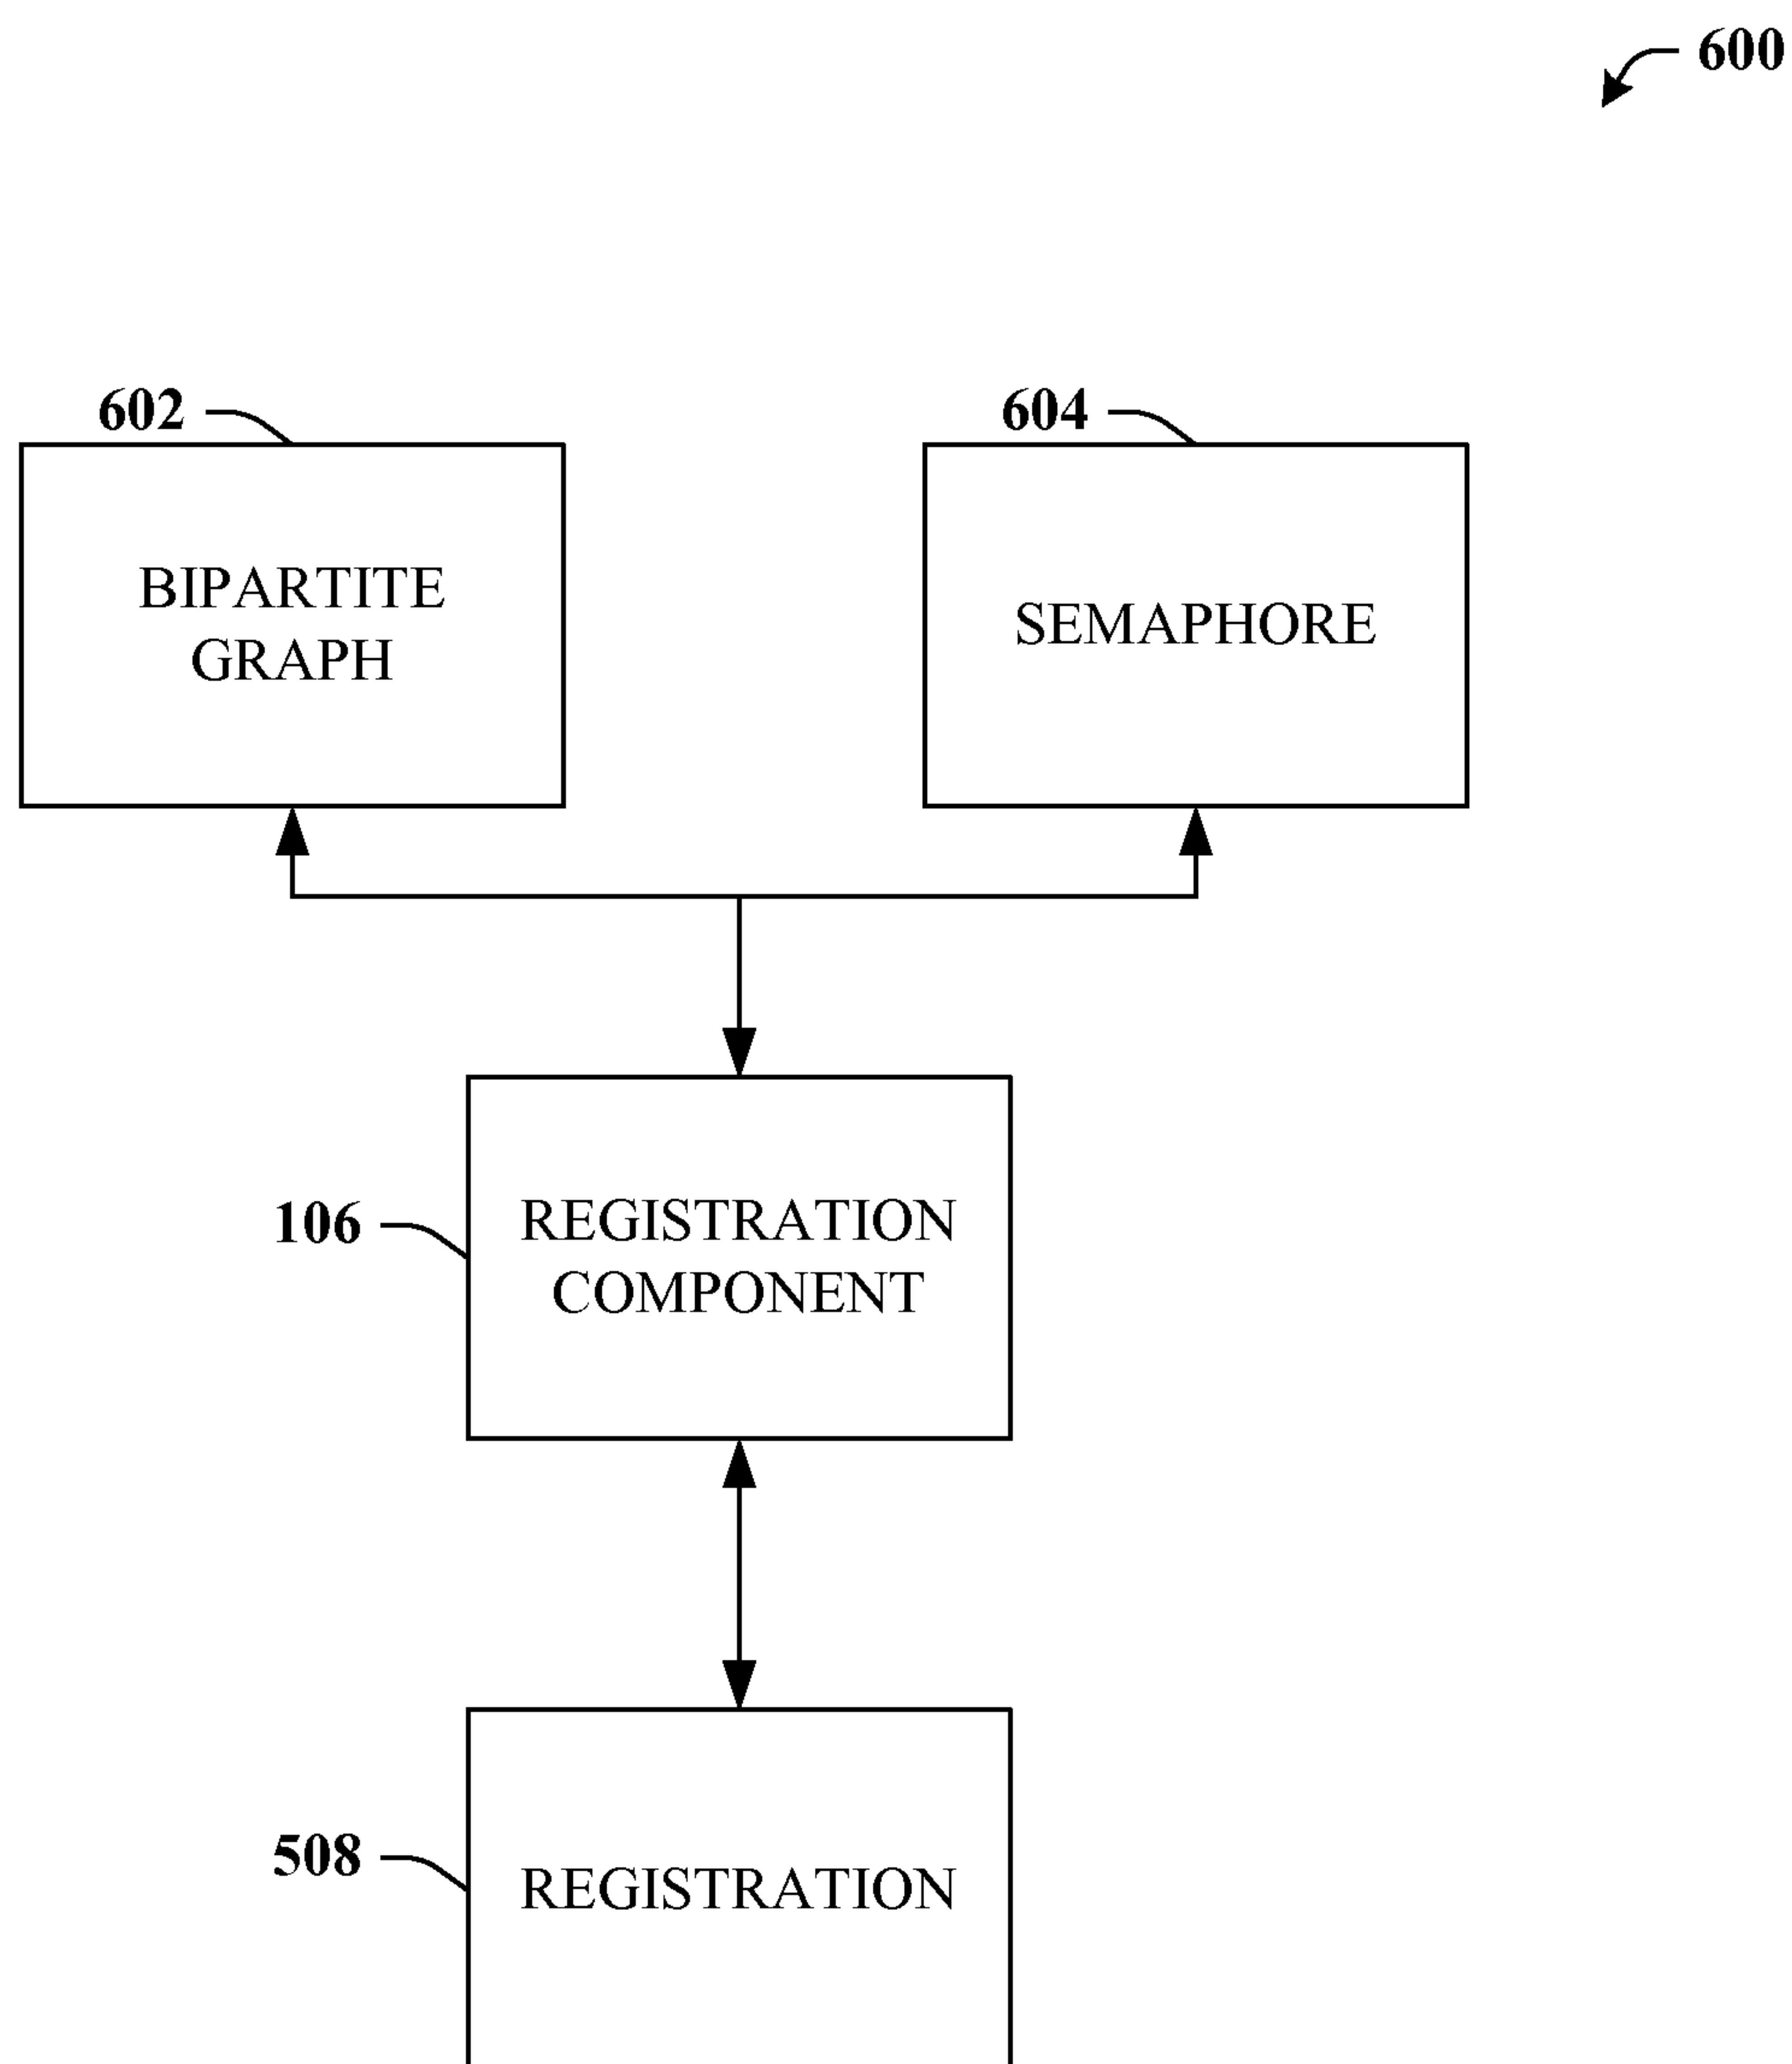 600
602
604
BIPARTITE
GRAPH
SEMAPHORE
106
REGISTRATION
COMPONENT
508
REGISTRATION